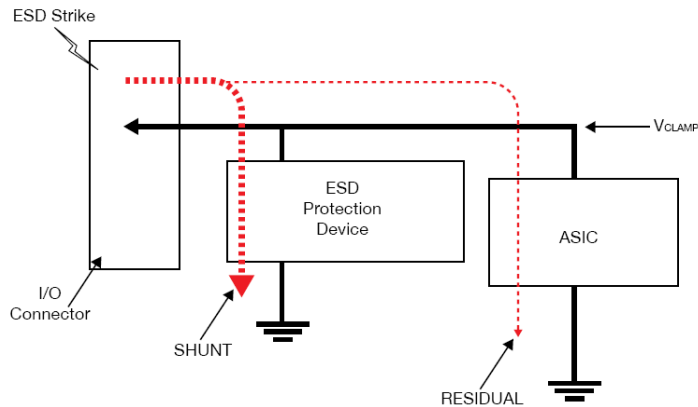 ESD Strike
VCLAMP
ESD
Protection
Device
ASIC
I/O
Connector
SHUNT
RESIDUAL